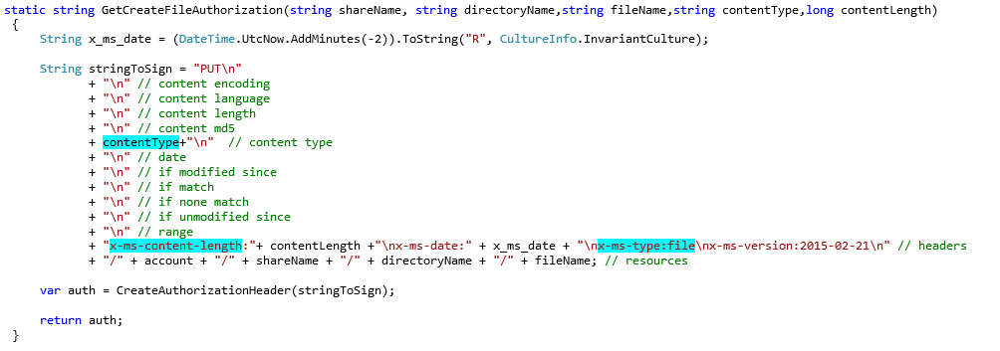 static string GetCreateFileAuthorization(string shareName, string directoryName,string fileName,string contentType,long contentLength)
{
String x_ms_date = (DateTime.UtcNow.AddMinutes(-2)).ToString("R", CultureInfo.InvariantCulture);
String stringToSign = "PUT\n"
+ "\n" // content encoding
+ "\n" // content language
+ "\n" // content length
+ "\n" // content md5
+ contentType+"\n" // content type
+ "\n" // date
+ "\n" // if modified since
+ "\n" // if match
+ "\n" // if none match
+ "\n" // if unmodified since
+ "\n" // range
+ "x-ms-content-length:"+ contentLength +"\nx-ms-date:" + x_ms_date + "\nx-ms-type:file\nx-ms-version:2015-02-21\n" // headers
+ "/" + account + "/" + shareName + "/" + directoryName + "/" + fileName; // resources
var auth = CreateAuthorizationHeader(stringToSign);
return auth;
}